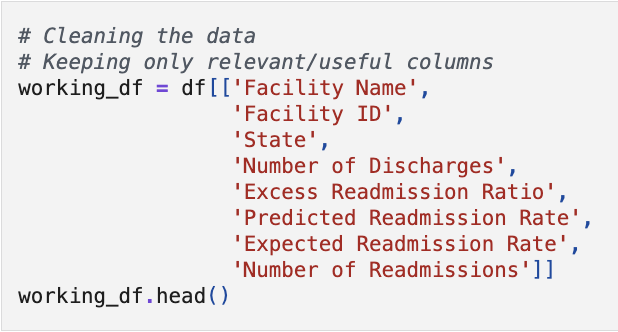 # Cleaning the data
# Keeping only relevant/useful columns
working_df = df[['Facility Name',
                 'Facility ID',
                 'State',
                 'Number of Discharges',
                 'Excess Readmission Ratio',
                 'Predicted Readmission Rate',
                 'Expected Readmission Rate',
                 'Number of Readmissions']]
working_df.head()